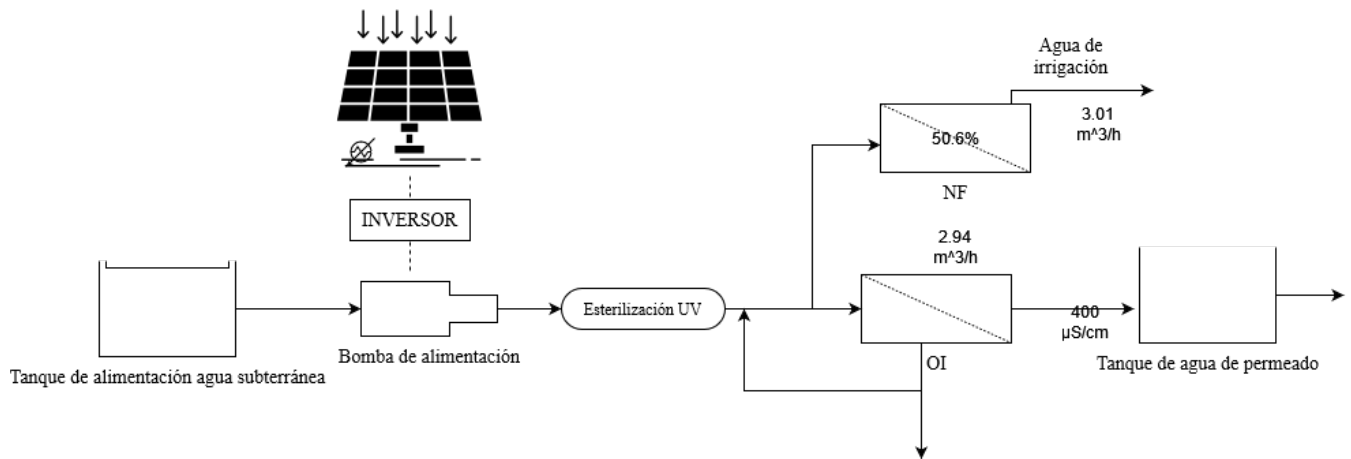 Agua de
irrigación
3.01
m^3/h
50.6%
NF
INVERSOR
2.94
m^3/h
Esterilización UV
400
µS/cm
Bomba de alimentación
OI
Tanque de agua de permeado
Tanque de alimentación agua subterránea